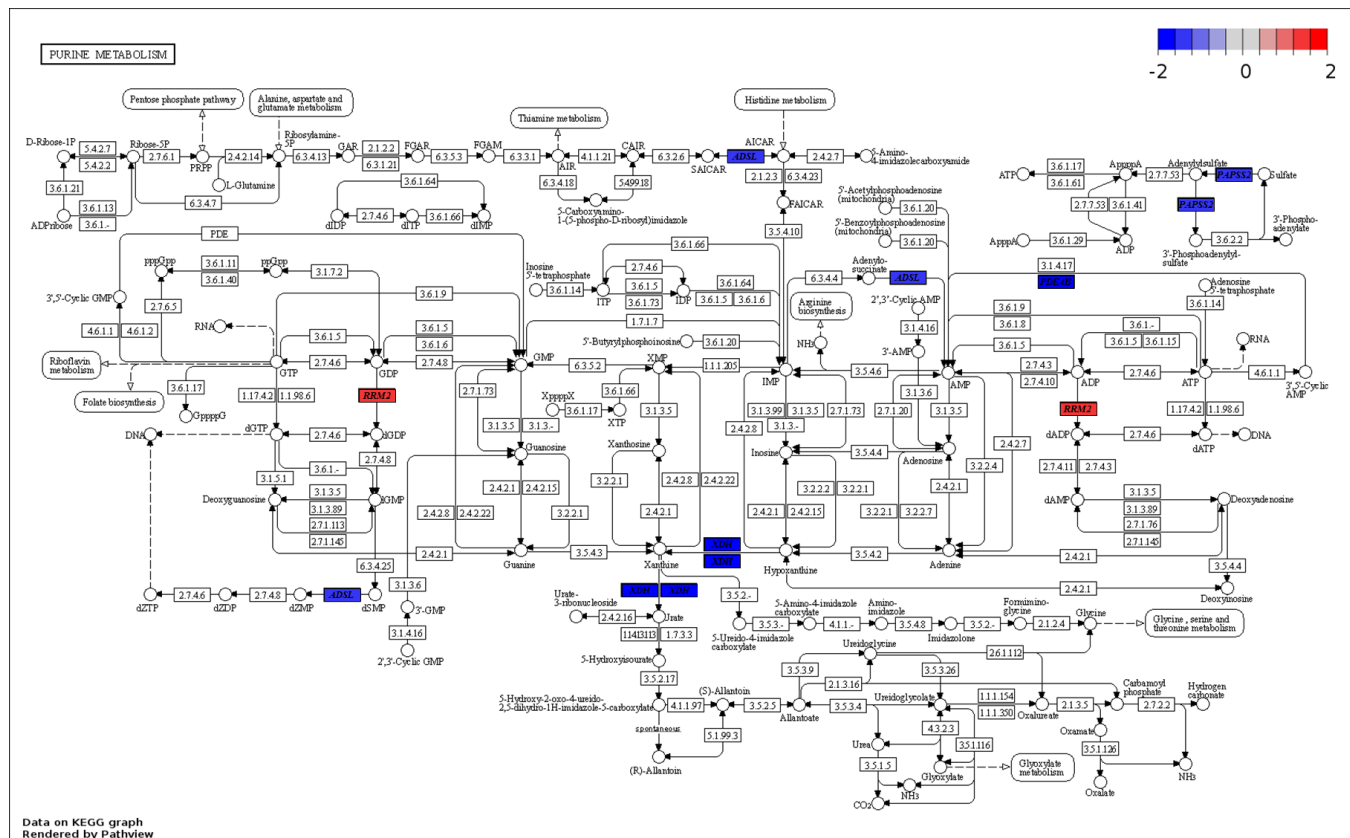 PURINE METABOLISM
-2 0 2
Pentose phosphate pathway
Alanine, aspartate and
glutamate metabolism
Thiamine metabolism
Histidine metabolism
D-Ribose-1P
5.4.2.7
5.4.2.2
Ribose-5P
2.7.6.1
PRPP
2.4.2.14
Ribosylamine-
5P
6.3.4.13
GAR
2.1.2.2
6.3.1.21
FGAR
6.3.5.3
FGAM
6.3.3.1
AIR
4.1.1.21
CAIR
6.3.2.6
SAICAR
ADSL
AICAR
2.4.2.7
5-Amino-
4-imidazolecarboxyamide
L-Glutamine
6.3.4.7
3.6.1.21
3.6.1.13
ADPribose
3.6.1.-
6.3.4.18
5.4.99.18
5-Carboxyamino-
1-(5-phospho-D-ribosyl)imidazole
2.1.2.3
6.3.4.23
FAICAR
3.5.4.10
3.6.1.64
dIDP
2.7.4.6
dITP
3.6.1.66
dIMP
5'-Acetylphosphoadenosine
(mitochondria)
3.6.1.20
5'-Benzoylphosphoadenosine
(mitochondria)
3.6.1.20
ATP
3.6.1.17
3.6.1.61
AppppA
2.7.7.53
Adenylylsulfate
PAPSS2
Sulfate
2.7.7.53
3.6.1.41
PAPSS2
3'-Phospho-
adenylate
ApppA
3.6.1.29
ADP
3.6.2.2
3'-Phosphoadenylyl-
sulfate
PDE
pppGpp
3.6.1.11
3.6.1.40
ppGpp
3.1.7.2
3',5'-Cyclic GMP
2.7.6.5
4.6.1.1
4.6.1.2
3.6.1.9
RNA
Riboflavin
metabolism
Folate biosynthesis
GTP
3.6.1.5
2.7.4.6
GDP
3.6.1.5
3.6.1.6
2.7.4.8
GMP
6.3.5.2
XMP
1.1.1.205
IMP
Inosine
5'-tetraphosphate
3.6.1.14
ITP
2.7.4.6
3.6.1.5
3.6.1.73
IDP
3.6.1.66
3.6.1.64
3.6.1.5
3.6.1.6
1.7.1.7
5'-Butyrylphosphoinosine
3.6.1.20
6.3.4.4
Adenylo-
succinate
ADSL
Arginine
biosynthesis
NH3
2',3'-Cyclic AMP
3.1.4.16
3'-AMP
3.1.3.6
3.5.4.6
AMP
3.1.4.17
3.6.1.9
3.6.1.8
3.6.1.5
2.7.4.3
2.7.4.10
ADP
3.6.1.-
3.6.1.5
3.6.1.15
2.7.4.6
ATP
Adenosine
5'-tetraphosphate
3.6.1.14
RNA
4.6.1.1
3',5'-Cyclic
AMP
3.6.1.17
GppppG
1.17.4.2
1.1.98.6
RRM2
2.7.1.73
3.1.3.5
3.1.3.-
XppppX
3.6.1.17
3.6.1.66
XTP
3.1.3.5
3.1.3.99
3.1.3.5
2.7.1.73
3.1.3.-
2.4.2.8
2.7.1.20
3.1.3.5
2.4.2.7
RRM2
1.17.4.2
1.1.98.6
DNA
dGTP
2.7.4.6
dGDP
2.7.4.8
Guanosine
Xanthosine
Inosine
3.5.4.4
Adenosine
dADP
2.7.4.6
dATP
DNA
3.1.5.1
3.6.1.-
Deoxyguanosine
3.1.3.5
3.1.3.89
2.7.1.113
2.7.1.145
dGMP
2.4.2.8
2.4.2.22
2.4.2.1
2.4.2.15
3.2.2.1
3.2.2.1
2.4.2.1
2.4.2.8
2.4.2.22
2.4.2.1
2.4.2.15
3.2.2.2
3.2.2.1
3.2.2.1
3.2.2.7
2.4.2.1
3.2.2.4
2.7.4.11
2.7.4.3
dAMP
3.1.3.5
3.1.3.89
2.7.1.76
2.7.1.145
Deoxyadenosine
2.4.2.1
Guanine
3.5.4.3
Xanthine
XDH
XDH
Hypoxanthine
3.5.4.2
Adenine
2.4.2.1
3.5.4.4
2.4.2.1
Deoxyinosine
6.3.4.25
dZTP
2.7.4.6
dZDP
2.7.4.8
dZMP
ADSL
dSMP
3.1.3.6
3'-GMP
3.1.4.16
2',3'-Cyclic GMP
XDH
XDH
Urate-
3-ribonucleoside
2.4.2.16
Urate
1.14.13.113
1.7.3.3
5-Hydroxyisourate
3.5.2.17
3.5.2.-
5-Ureido-4-imidazole
carboxylate
3.5.3.-
5-Amino-4-imidazole
carboxylate
4.1.1.-
Amino-
imidazole
3.5.4.8
Imidazolone
3.5.2.-
Formimino-
glycine
2.1.2.4
Glycine
Glycine, serine and
threonine metabolism
5-Hydroxy-2-oxo-4-ureido-
2,5-dihydro-1H-imidazole-5-carboxylate
4.1.1.97
(S)-Allantoin
3.5.2.5
Allantoate
3.5.3.9
2.1.3.16
Ureidoglycine
3.5.3.26
2.6.1.112
3.5.3.4
Ureidoglycolate
1.1.1.154
1.1.1.350
Oxalurate
2.1.3.5
Carbamoyl
phosphate
2.7.2.2
Hydrogen
carbonate
spontaneous
5.1.99.3
(R)-Allantoin
Urea
4.3.2.3
3.5.1.116
3.5.1.5
Glyoxylate
Glyoxylate
metabolism
NH3
CO2
Oxamate
3.5.1.126
Oxalate
NH3
Data on KEGG graph
Rendered by Pathview